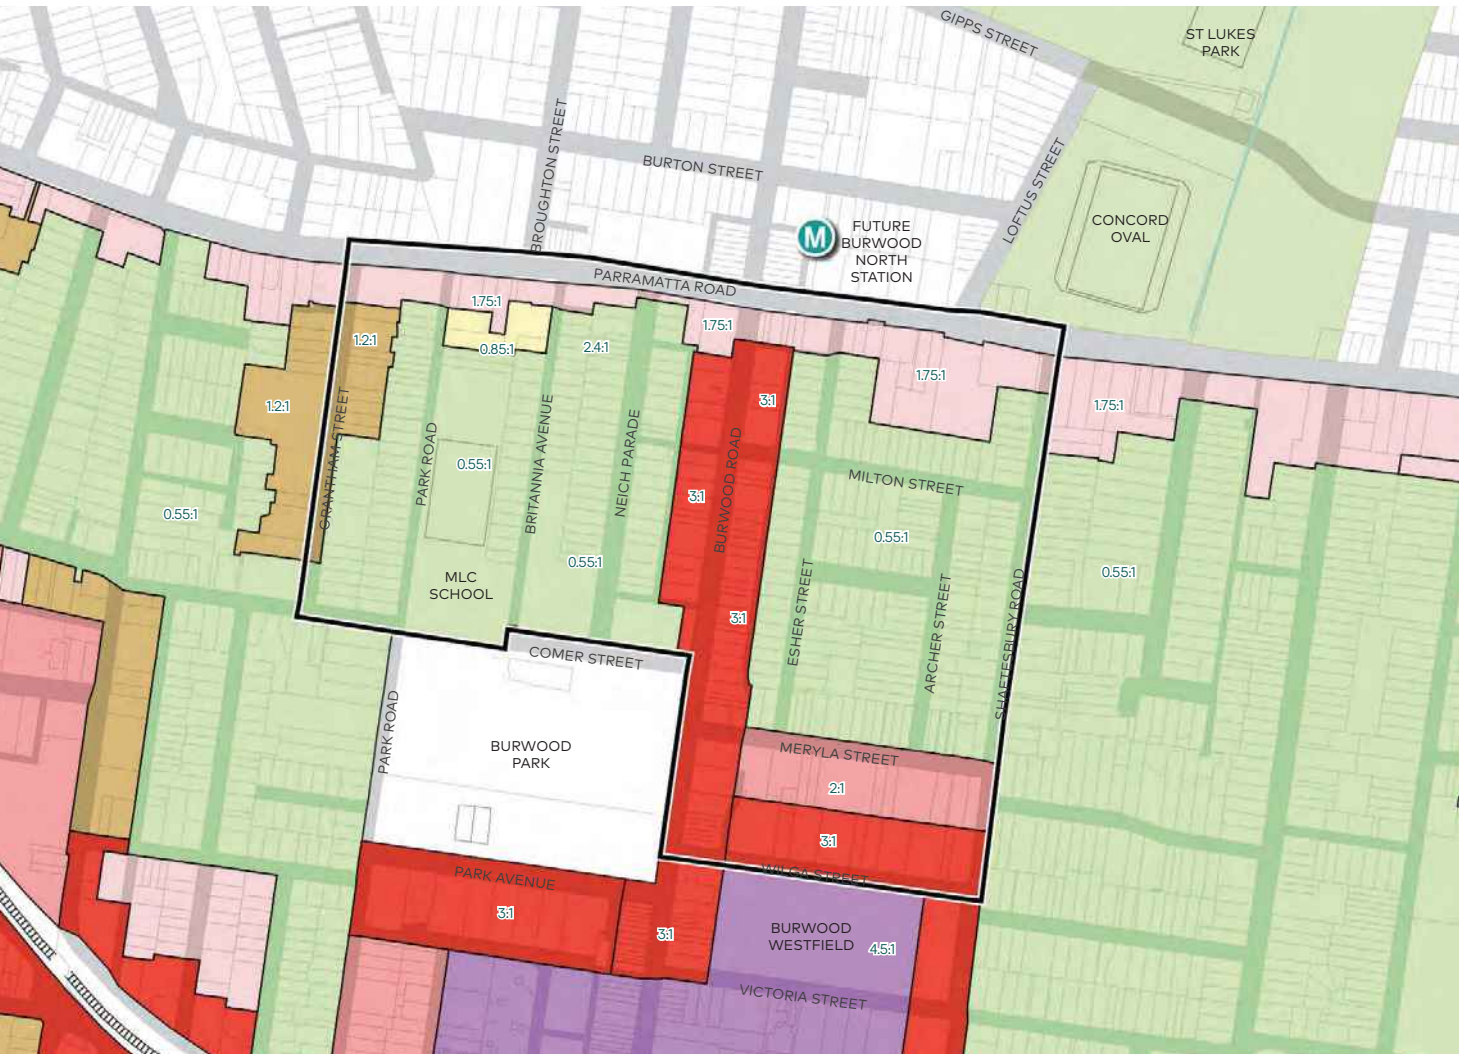 GIPPS STREET
ST LUKES
PARK
BROUGHTON STREET
BURTON STREET
LOFTUS STREET
CONCORD
OVAL
M
FUTURE
BURWOOD
NORTH
STATION
PARRAMATTA ROAD
1.75:1
1.75:1
1.2:1
0.85:1
2.4:1
1.75:1
3:1
1.2:1
1.75:1
GRANTHAM STREET
PARK ROAD
0.55:1
BRITANNIA AVENUE
NEICH PARADE
BURWOOD ROAD
3:1
MILTON STREET
0.55:1
0.55:1
0.55:1
0.55:1
MLC
SCHOOL
3:1
ESHER STREET
ARCHER STREET
SHAFTESBURY ROAD
COMER STREET
PARK ROAD
BURWOOD
PARK
MERYLA STREET
2:1
3:1
WILGA STREET
PARK AVENUE
3:1
3:1
BURWOOD
WESTFIELD
4.5:1
VICTORIA STREET